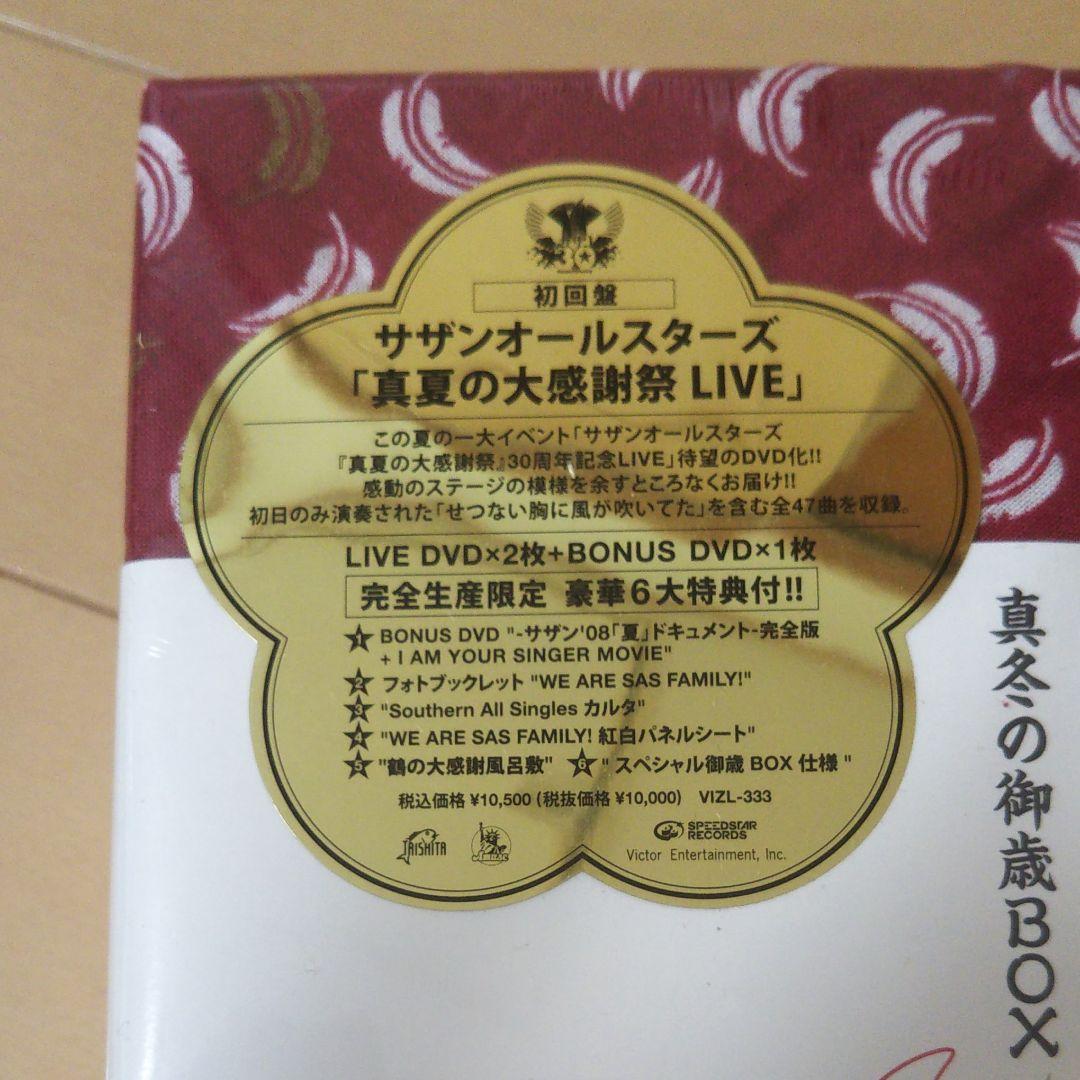 30
初回盤
サザンオールスターズ
「真夏の大感謝祭 LIVE」
この夏の一大イベント「サザンオールスターズ
『真夏の大感謝祭』30周年記念LIVE」待望のDVD化!!
感動のステージの模様を余すところなくお届け!!
初日のみ演奏された「せつない胸に風が吹いてた」を含む全47曲を収録。
LIVE DVD×2枚+BONUS DVD×1枚
完全生産限定 豪華6大特典付!!
1 BONUS DVD "-サザン'08「夏」ドキュメント-完全版
+ I AM YOUR SINGER MOVIE"
2 フォトブックレット "WE ARE SAS FAMILY!"
3 "Southern All Singles カルタ"
4 "WE ARE SAS FAMILY! 紅白パネルシート"
5 "鶴の大感謝風呂敷" 6 " スペシャル御歳 BOX 仕様 "
税込価格 ¥10,500 (税抜価格 ¥10,000) VIZL-333
TAISHITA
SPEEDSTAR
RECORDS
Victor Entertainment, Inc.
真冬の御歳BOX